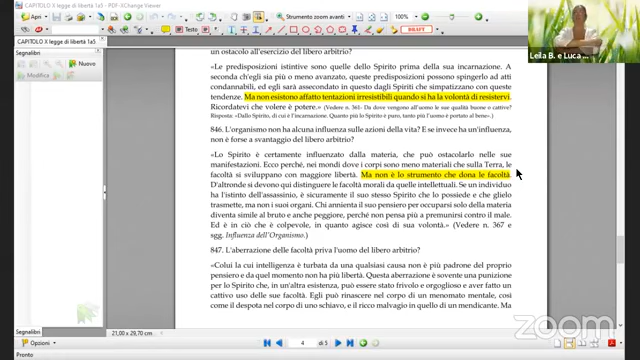 CAPITOLO X legge di libertà 1a5 - PDF-XChange Viewer
Apri
Strumento zoom avanti
100%
DRAFT
CAPITOLO X legge di libertà 1a5
Segnalibri
Nuovo
Modifica
un ostacolo all'esercizio del libero arbitrio?
«Le predisposizioni istintive sono quelle dello Spirito prima della sua incarnazione. A
seconda ch'egli sia più o meno avanzato, queste predisposizioni possono spingerlo ad atti
condannabili, ed egli sarà assecondato in questo dagli Spiriti che simpatizzano con queste
tendenze. Ma non esistono affatto tentazioni irresistibili quando si ha la volontà di resistervi.
Ricordatevi che volere è potere.» (Vedere n. 361- Da dove vengono all'uomo le sue qualità buone o cattive?
Risposta: «Dallo Spirito, di cui è l'incarnazione. Quanto più lo Spirito è puro, tanto più l'uomo è portato al bene».)
846. L'organismo non ha alcuna influenza sulle azioni della vita? E se invece ha un'influenza,
non è forse a svantaggio del libero arbitrio?
«Lo Spirito è certamente influenzato dalla materia, che può ostacolarlo nelle sue
manifestazioni. Ecco perché, nei mondi dove i corpi sono meno materiali che sulla Terra, le
facoltà si sviluppano con maggiore libertà. Ma non è lo strumento che dona le facoltà.
D'altronde si devono qui distinguere le facoltà morali da quelle intellettuali. Se un individuo
ha l'istinto dell'assassinio, è sicuramente il suo stesso Spirito che lo possiede e che glielo
trasmette, ma non i suoi organi. Chi annienta il suo pensiero per occuparsi solo della materia
diventa simile al bruto e anche peggiore, perché non pensa più a premunirsi contro il male.
Ed è in ciò che è colpevole, in quanto agisce così di sua volontà.» (Vedere n. 367 e
sgg. Influenza dell'Organismo.)
847. L'aberrazione delle facoltà priva l'uomo del libero arbitrio?
«Colui la cui intelligenza è turbata da una qualsiasi causa non è più padrone del proprio
pensiero e da quel momento non ha più libertà. Questa aberrazione è sovente una punizione
per lo Spirito che, in un'altra esistenza, può essere stato frivolo e orgoglioso e aver fatto un
cattivo uso delle sue facoltà. Egli può rinascere nel corpo di un menomato mentale, così
come il despota nel corpo di uno schiavo, e il ricco malvagio in quello di un mendicante. Ma
Segnalibri
21,00 x 29,70 cm
Opzioni
4
di 5
Pronto
Leila B. e Luca
zoom